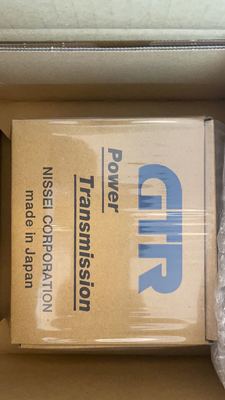 GTR
Power
Transmission
NISSEI CORPORATION
made in Japan